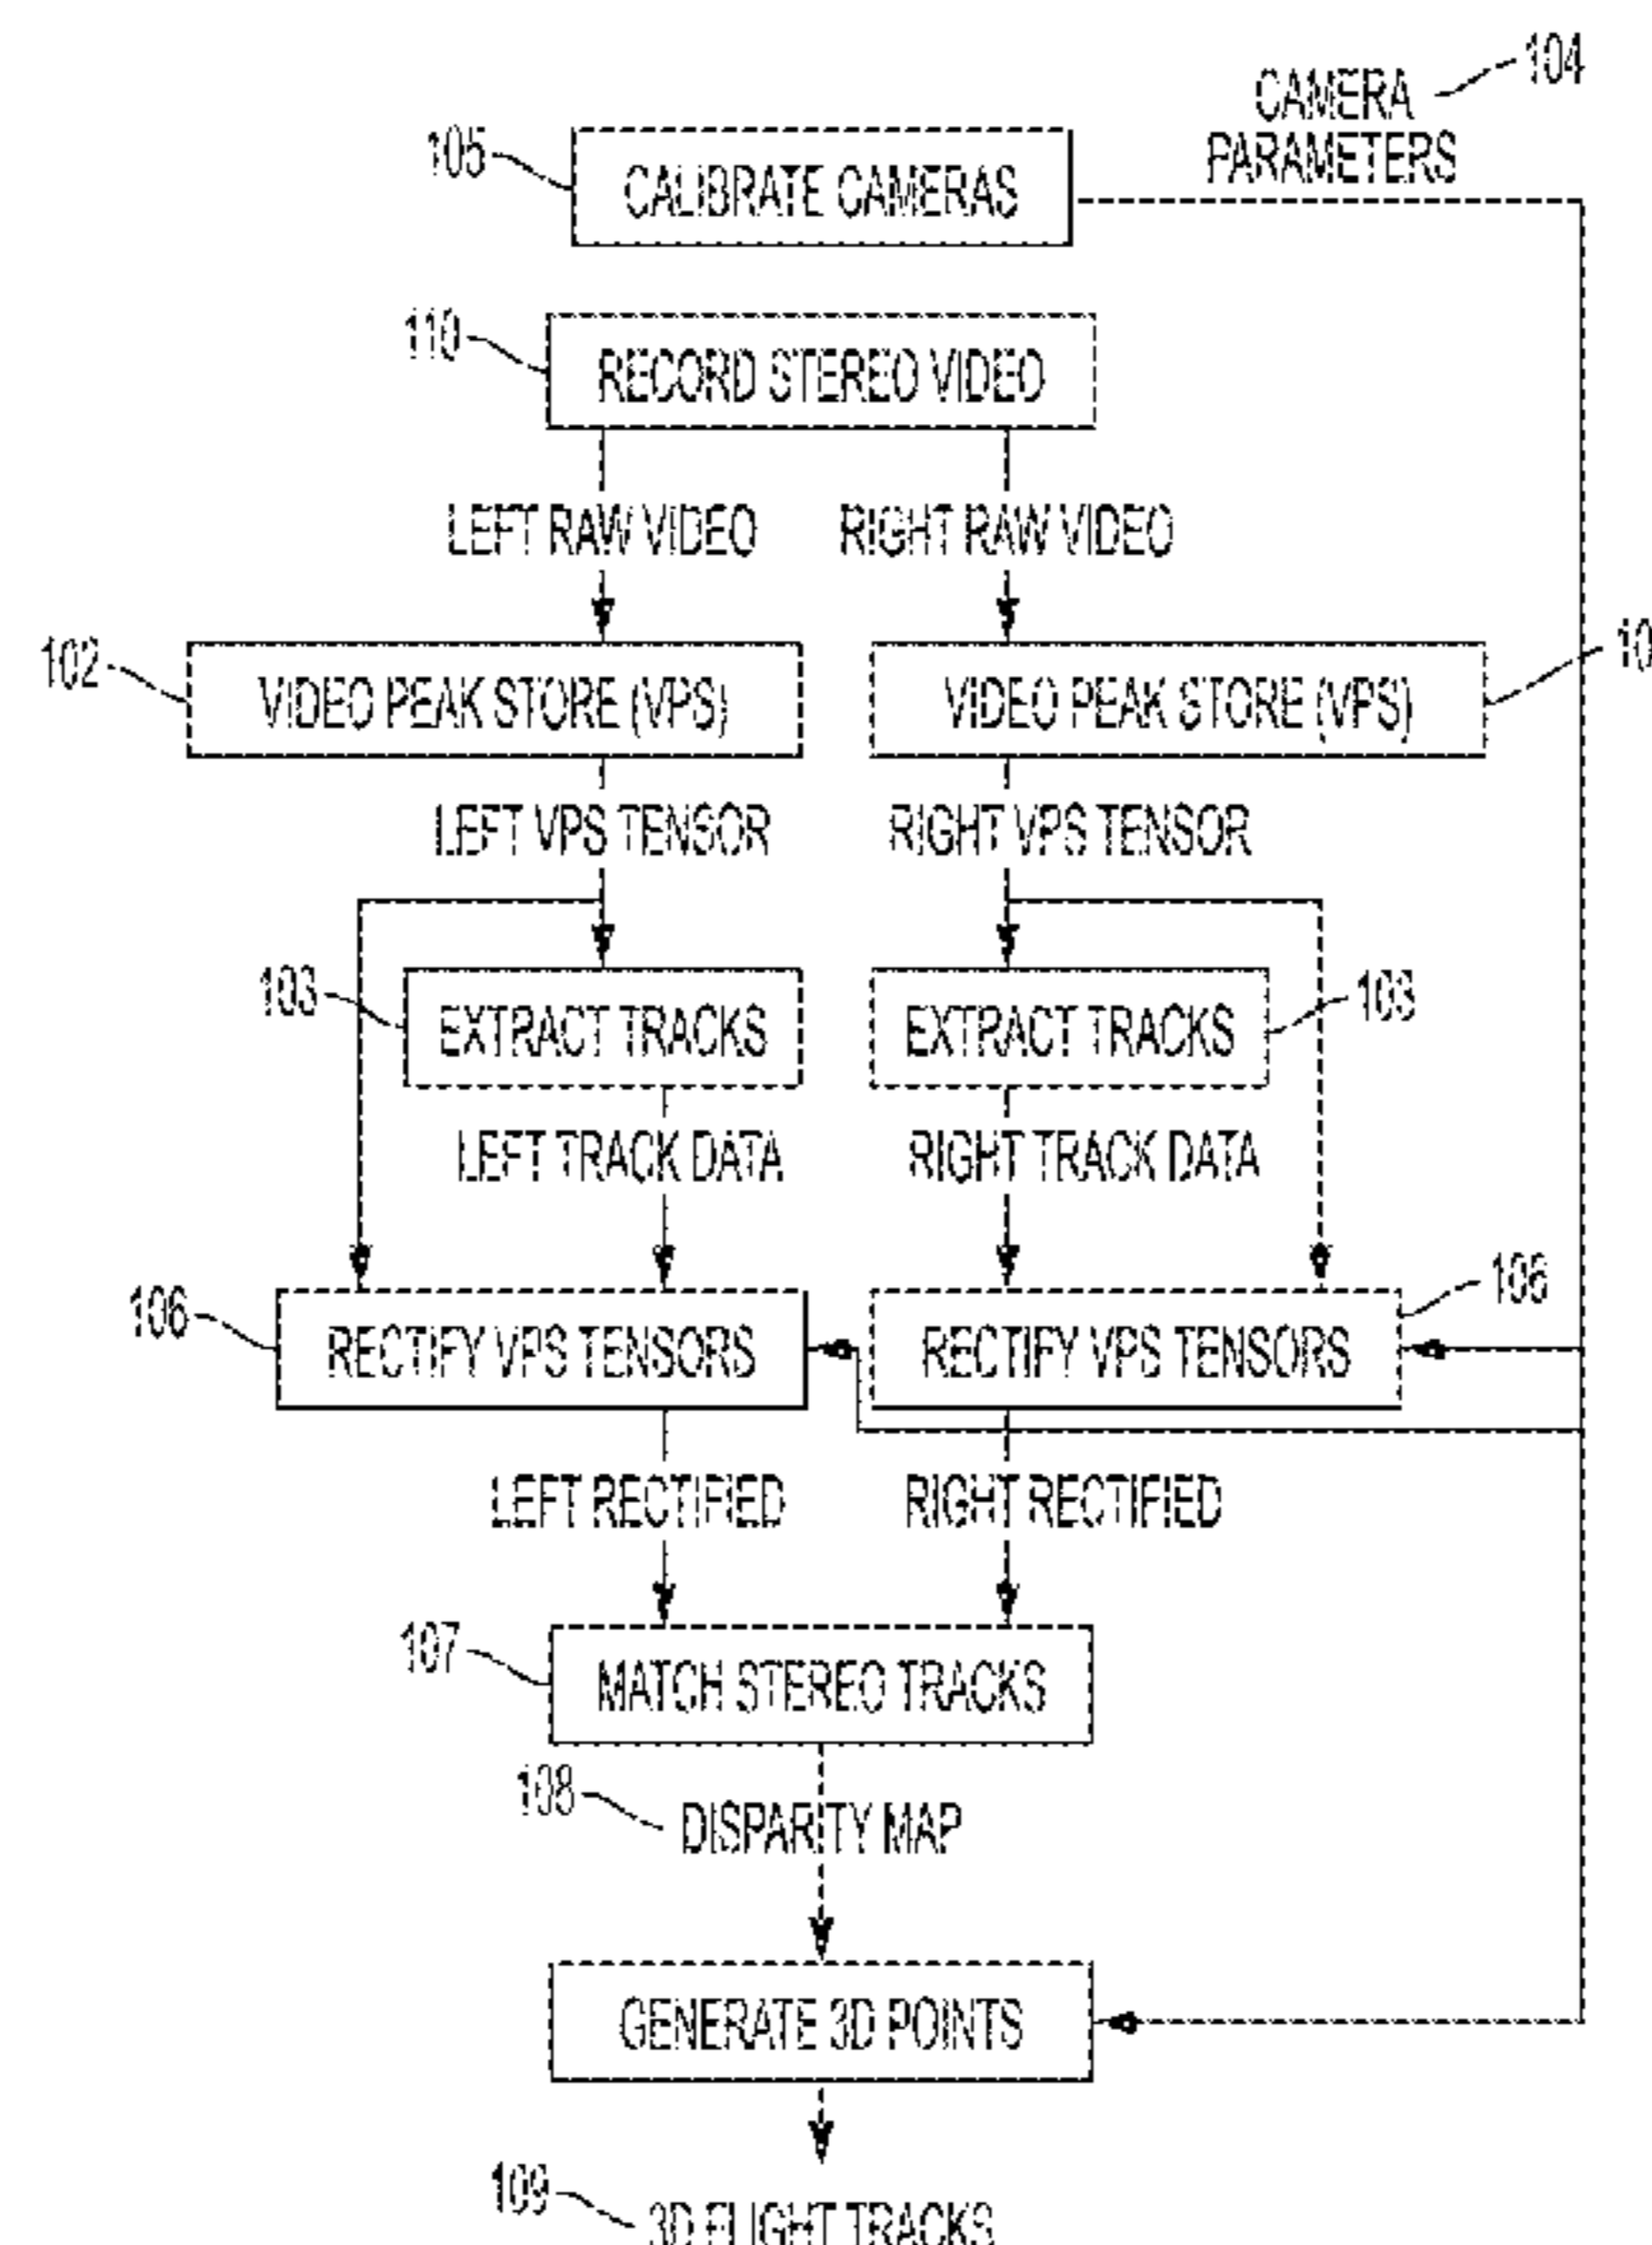 104
CAMERA
PARAMETERS
105
CALIBRATE CAMERAS
110
RECORD STEREO VIDEO
LEFT RAW VIDEO
RIGHT RAW VIDEO
102
VIDEO PEAK STORE (VPS)
VIDEO PEAK STORE (VPS)
10
LEFT VPS TENSOR
RIGHT VPS TENSOR
103
EXTRACT TRACKS
EXTRACT TRACKS
103
LEFT TRACK DATA
RIGHT TRACK DATA
106
RECTIFY VPS TENSORS
RECTIFY VPS TENSORS
106
LEFT RECTIFIED
RIGHT RECTIFIED
107
MATCH STEREO TRACKS
108
DISPARITY MAP
GENERATE 3D POINTS
109
3D FLIGHT TRACKS